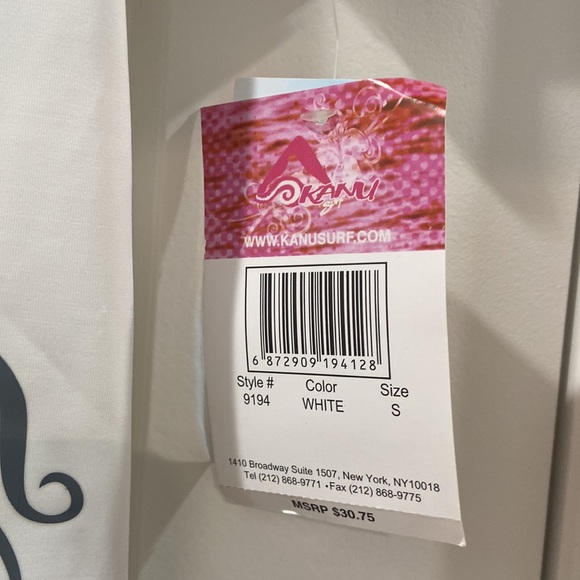 KANU
Surf
WWW.KANUSURF.COM
6 872909 194128
Style # Color Size
9194 WHITE S
1410 Broadway Suite 1507, New York, NY10018
Tel (212) 868-9771 •Fax (212) 868-9775
MSRP $30.75